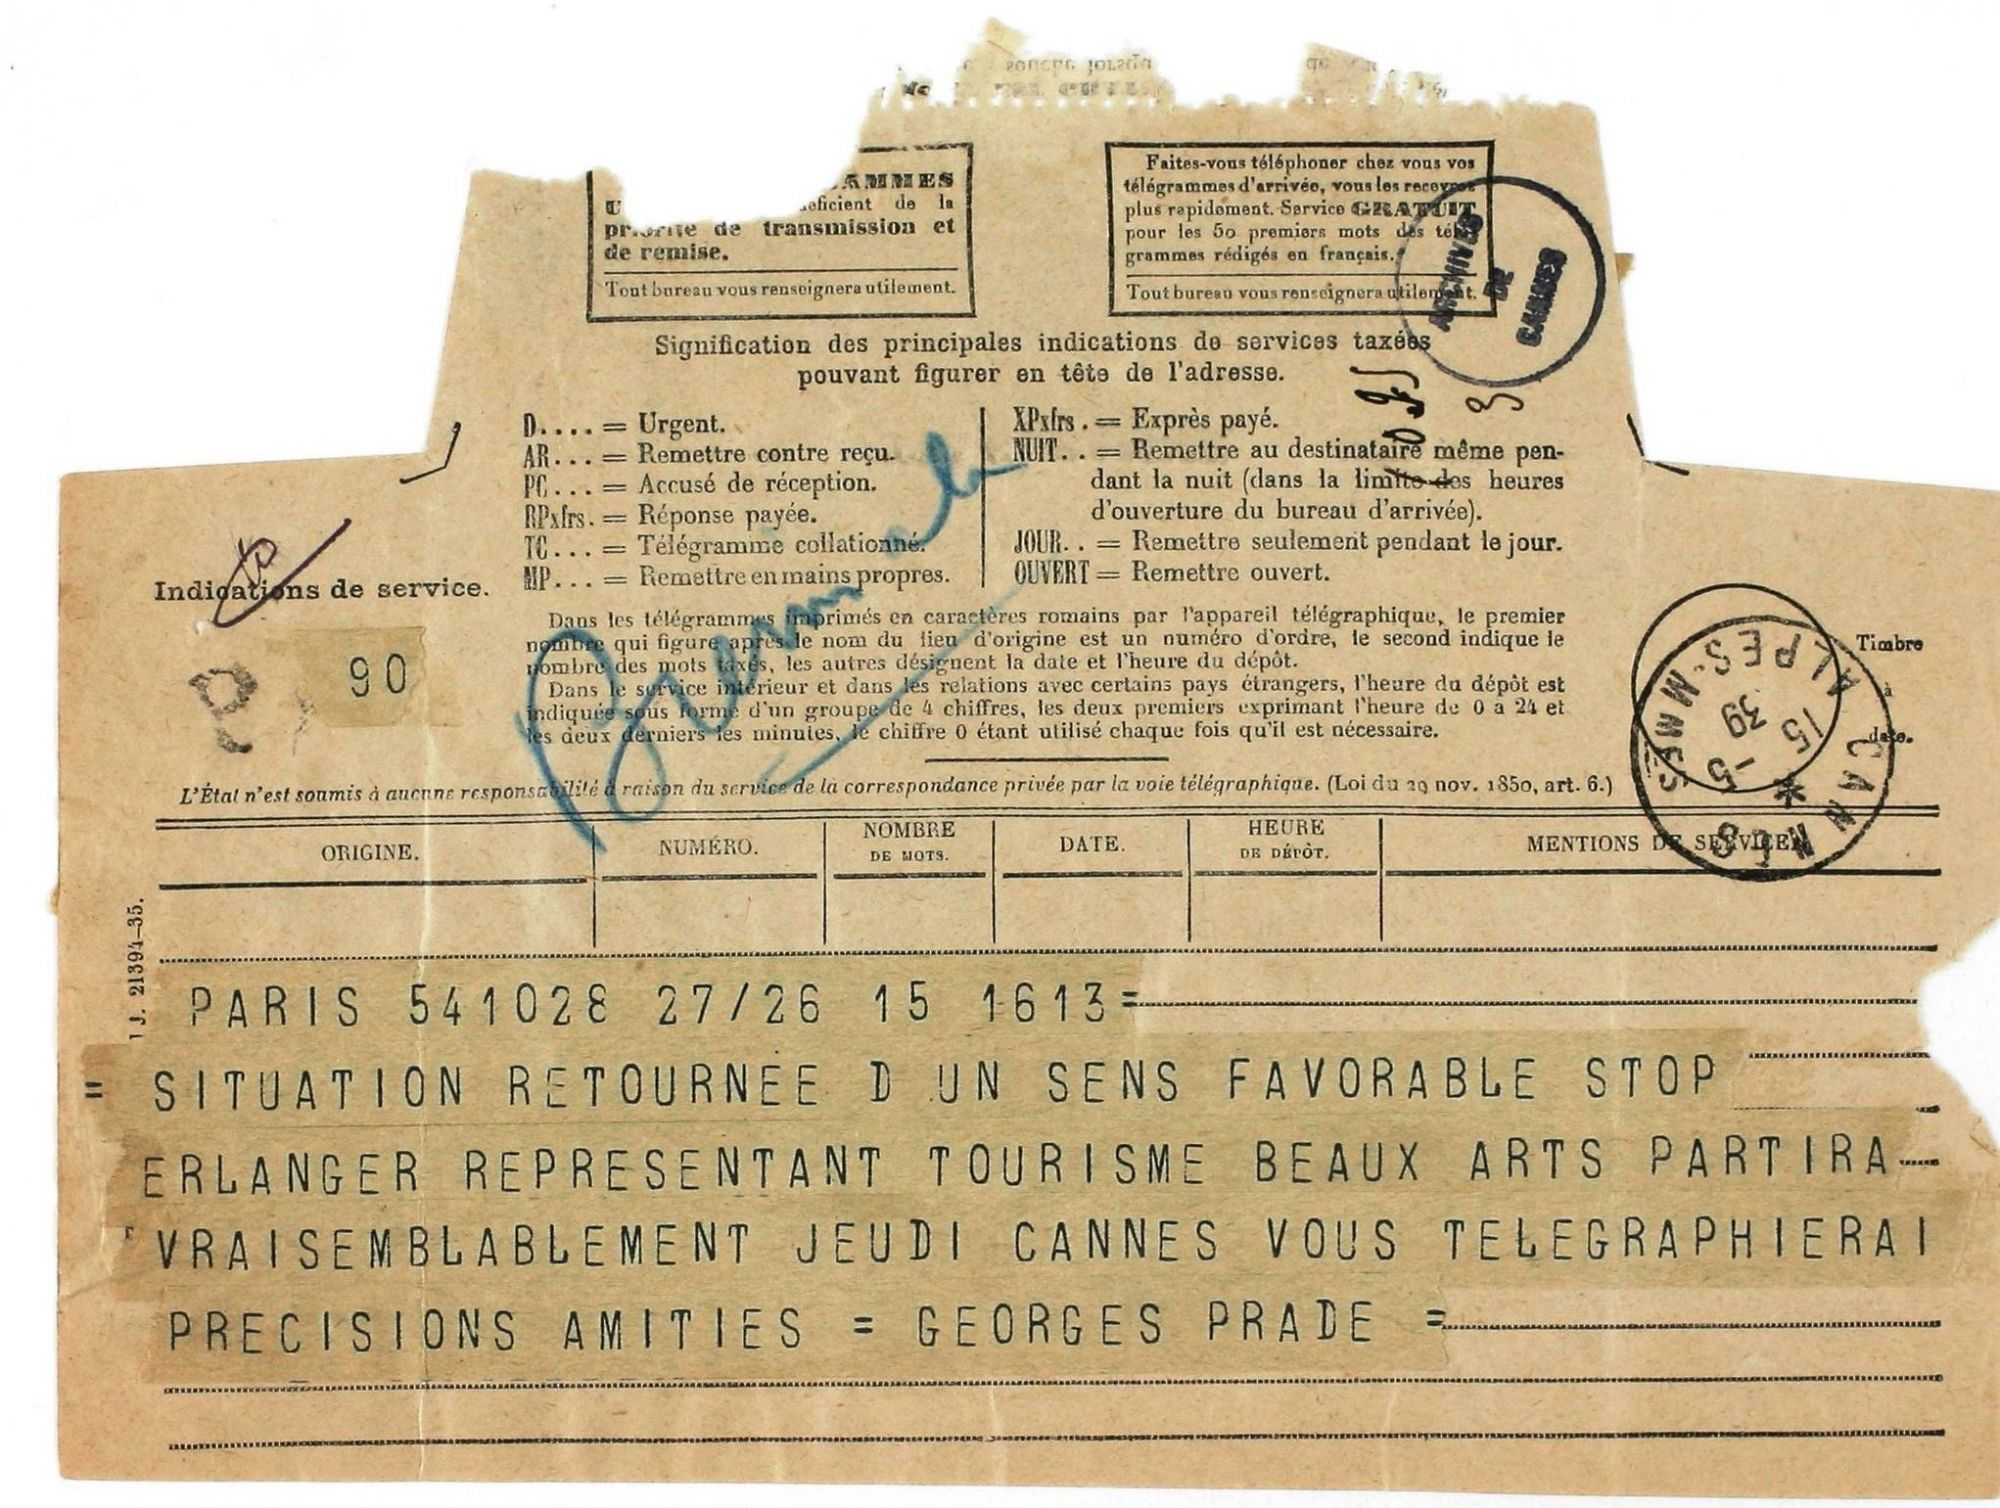 AMMES
U
éficient de la
priorité de transmission et
de remise.
Tout bureau vous renseignera utilement.
Faites-vous téléphoner chez vous vos
télégrammes d'arrivée, vous les recevrez
plus rapidement. Service GRATUIT
pour les 50 premiers mots des télé-
grammes rédigés en français.
Tout bureau vous renseignera utilement.
ARCHIVES
DE
CANNES
Signification des principales indications de services taxées
pouvant figurer en tête de l'adresse.
D.... = Urgent.
AR... = Remettre contre reçu.
PC... = Accusé de réception.
RPxfrs. = Réponse payée.
TC... = Télégramme collationné.
MP... = Remettre en mains propres.
XPxfrs. = Exprès payé.
NUIT.. = Remettre au destinataire même pen-
dant la nuit (dans la limite des heures
d'ouverture du bureau d'arrivée).
JOUR.. = Remettre seulement pendant le jour.
OUVERT = Remettre ouvert.
Indications de service.
90
Dans les télégrammes imprimés en caractères romains par l'appareil télégraphique, le premier
nombre qui figure après le nom du lieu d'origine est un numéro d'ordre, le second indique le
nombre des mots taxés, les autres désignent la date et l'heure du dépôt.
Dans le service intérieur et dans les relations avec certains pays étrangers, l'heure du dépôt est
indiquée sous forme d'un groupe de 4 chiffres, les deux premiers exprimant l'heure de 0 à 24 et
les deux derniers les minutes, le chiffre 0 étant utilisé chaque fois qu'il est nécessaire.
Timbre
à
date.
CANNES
ALPES-MMES
15 -5
39
L'État n'est soumis à aucune responsabilité à raison du service de la correspondance privée par la voie télégraphique. (Loi du 29 nov. 1850, art. 6.)
ORIGINE. NUMÉRO. NOMBRE DE MOTS. DATE. HEURE DE DÉPÔT. MENTIONS DE SERVICE.
J. 21394-35.
PARIS 541028 27/26 15 1613=
= SITUATION RETOURNEE D UN SENS FAVORABLE STOP
ERLANGER REPRESENTANT TOURISME BEAUX ARTS PARTIRA
VRAISEMBLABLEMENT JEUDI CANNES VOUS TELEGRAPHIERAI
PRECISIONS AMITIES = GEORGES PRADE =